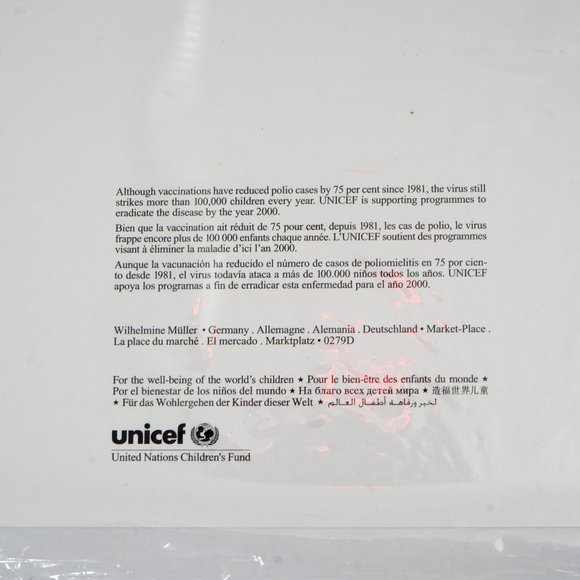 Although vaccinations have reduced polio cases by 75 per cent since 1981, the virus still
strikes more than 100,000 children every year. UNICEF is supporting programmes to
eradicate the disease by the year 2000.
Bien que la vaccination ait réduit de 75 pour cent, depuis 1981, les cas de polio, le virus
frappe encore plus de 100 000 enfants chaque année. L'UNICEF soutient des programmes
visant à éliminer la maladie d'ici l'an 2000.
Aunque la vacunación ha reducido el número de casos de poliomielitis en 75 por cien-
to desde 1981, el virus todavía ataca a más de 100.000 niños todos los años. UNICEF
apoya los programas a fin de erradicar esta enfermedad para el año 2000.
Wilhelmine Müller • Germany . Allemagne . Alemania . Deutschland • Market-Place .
La place du marché . El mercado . Marktplatz • 0279D
For the well-being of the world's children ★ Pour le bien-être des enfants du monde ★
Por el bienestar de los niños del mundo ★ На благо всех детей мира ★ 造福世界儿童
★ Für das Wohlergehen der Kinder dieser Welt ★ لخير ورفاهه أطفال العالم
unicef
United Nations Children's Fund